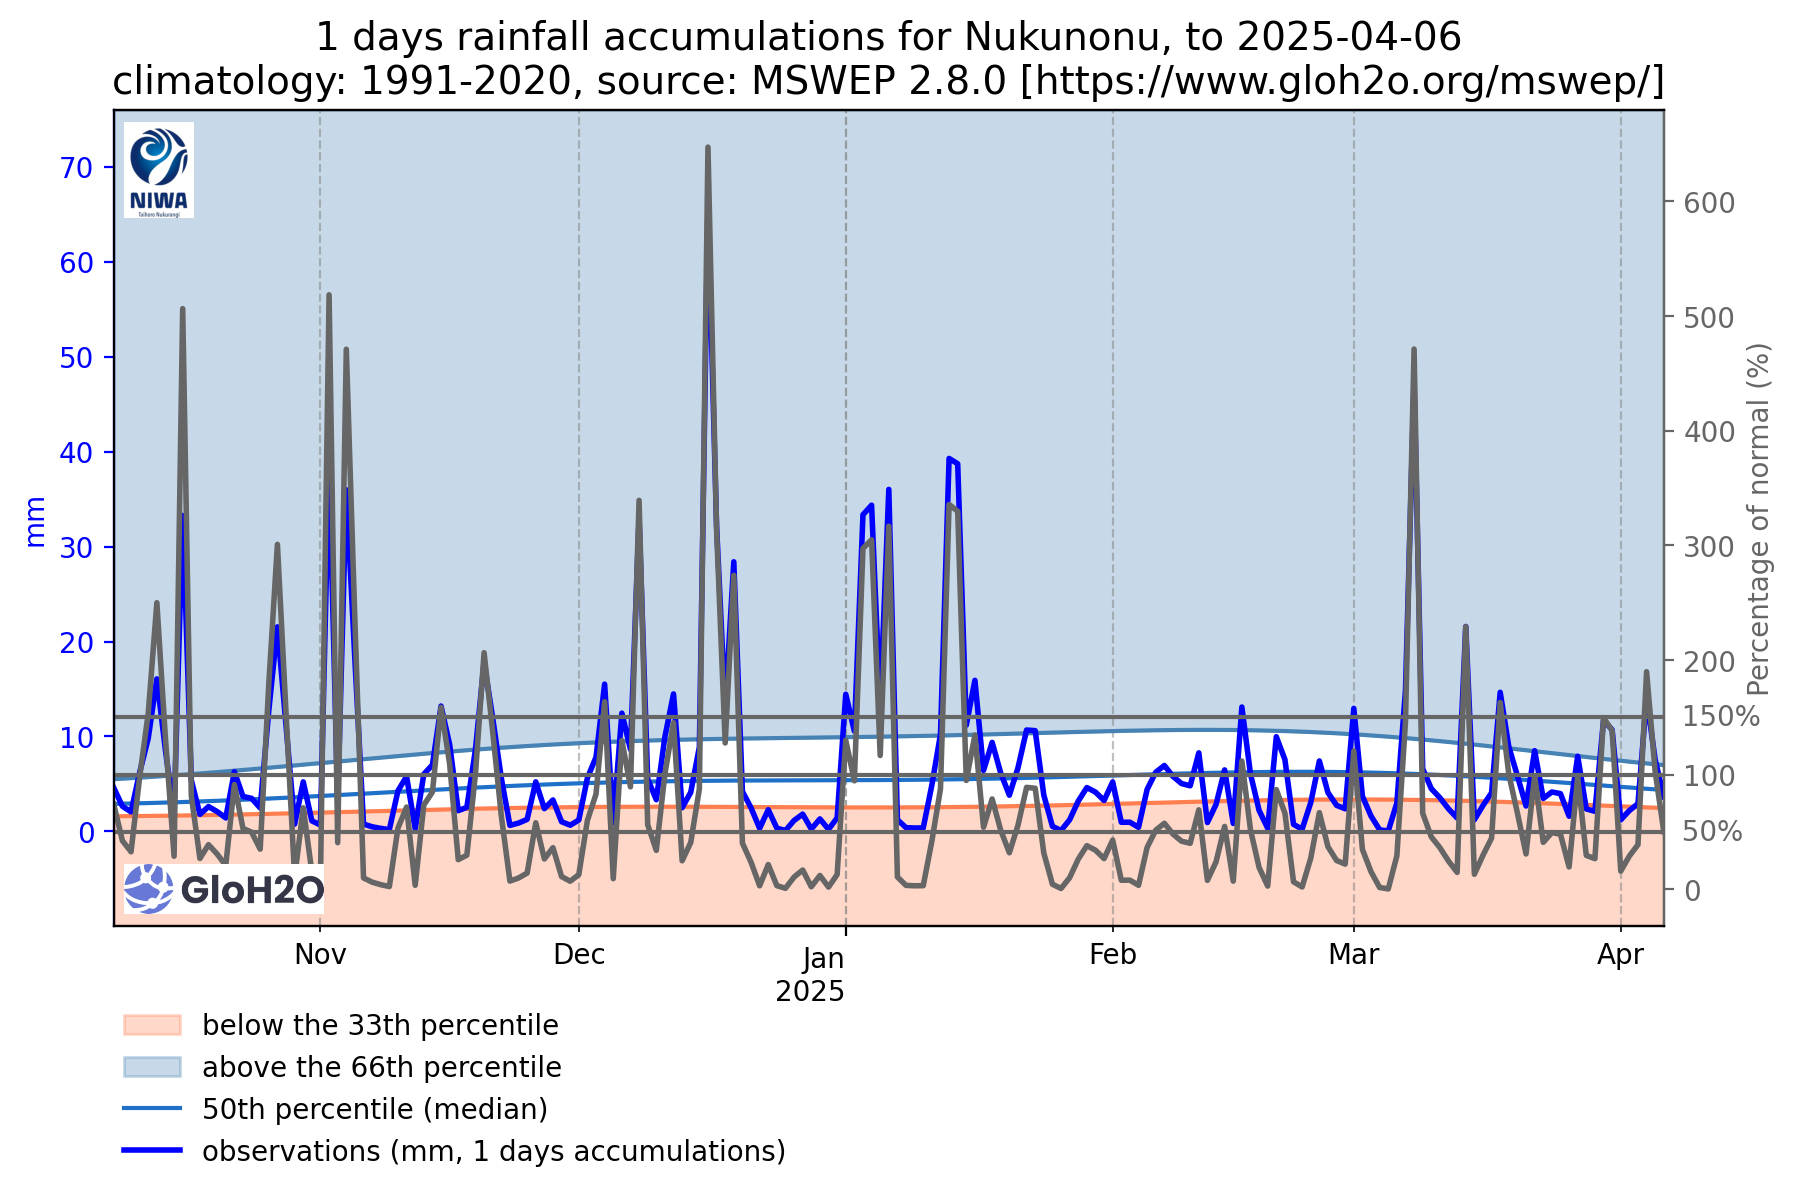 1 days rainfall accumulations for Nukunonu, to 2025-04-06
climatology: 1991-2020, source: MSWEP 2.8.0 [https://www.gloh2o.org/mswep/]
NIWA
Taihoro Nukurangi
70
60
50
40
30
20
10
0
mm
600
500
400
300
200
150%
100
50%
0
Percentage of normal (%)
GloH2O
Nov
Dec
Jan
2025
Feb
Mar
Apr
below the 33th percentile
above the 66th percentile
50th percentile (median)
observations (mm, 1 days accumulations)